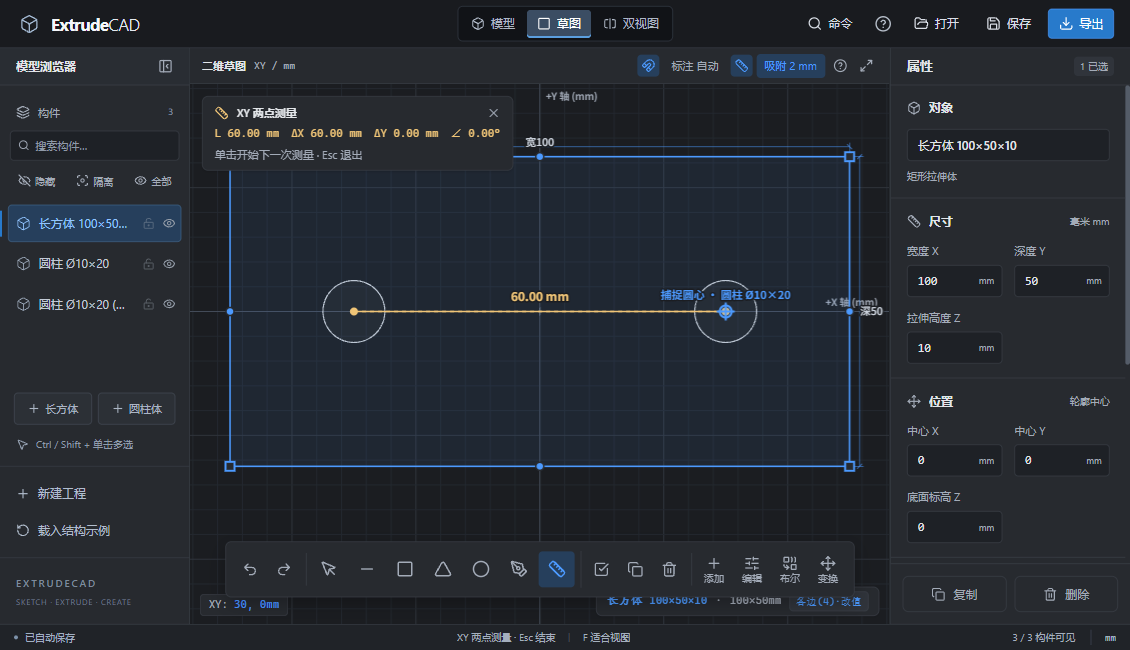 ExtrudeCAD
模型 草图 双视图
命令 打开 保存 导出
模型浏览器
二维草图 XY / mm
标注 自动 吸附 2 mm
属性 1 已选
构件 3
搜索构件...
隐藏 隔离 全部
长方体 100×50...
圆柱 Ø10×20
圆柱 Ø10×20 (...
长方体 圆柱体
Ctrl / Shift + 单击多选
新建工程
载入结构示例
EXTRUDECAD
SKETCH · EXTRUDE · CREATE
XY 两点测量
L 60.00 mm ΔX 60.00 mm ΔY 0.00 mm ∠ 0.00°
单击开始下一次测量 · Esc 退出
+Y 轴 (mm)
宽100
60.00 mm
捕捉圆心 · 圆柱 Ø10×20
+X 轴 (mm)
深50
添加 编辑 布尔 变换
XY: 30, 0mm
长方体 100×50×10 · 100×50mm 各边(4)·改值
对象
长方体 100×50×10
矩形拉伸体
尺寸 毫米 mm
宽度 X 深度 Y
100 mm 50 mm
拉伸高度 Z
10 mm
位置 轮廓中心
中心 X 中心 Y
0 mm 0 mm
底面标高 Z
0 mm
复制 删除
已自动保存
XY 两点测量 · Esc 结束 F 适合视图
3 / 3 构件可见 mm